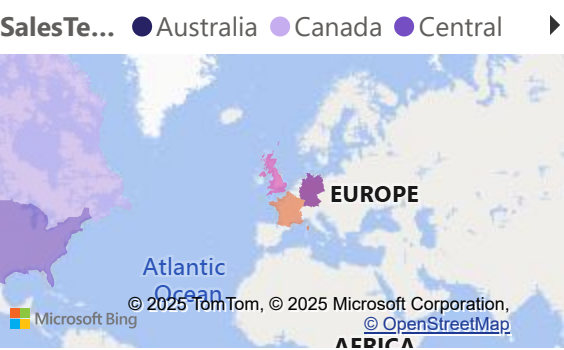 SalesTe... Australia Canada Central
EUROPE
Atlantic
Ocean
© 2025 TomTom, © 2025 Microsoft Corporation,
Microsoft Bing
© OpenStreetMap
AFRICA